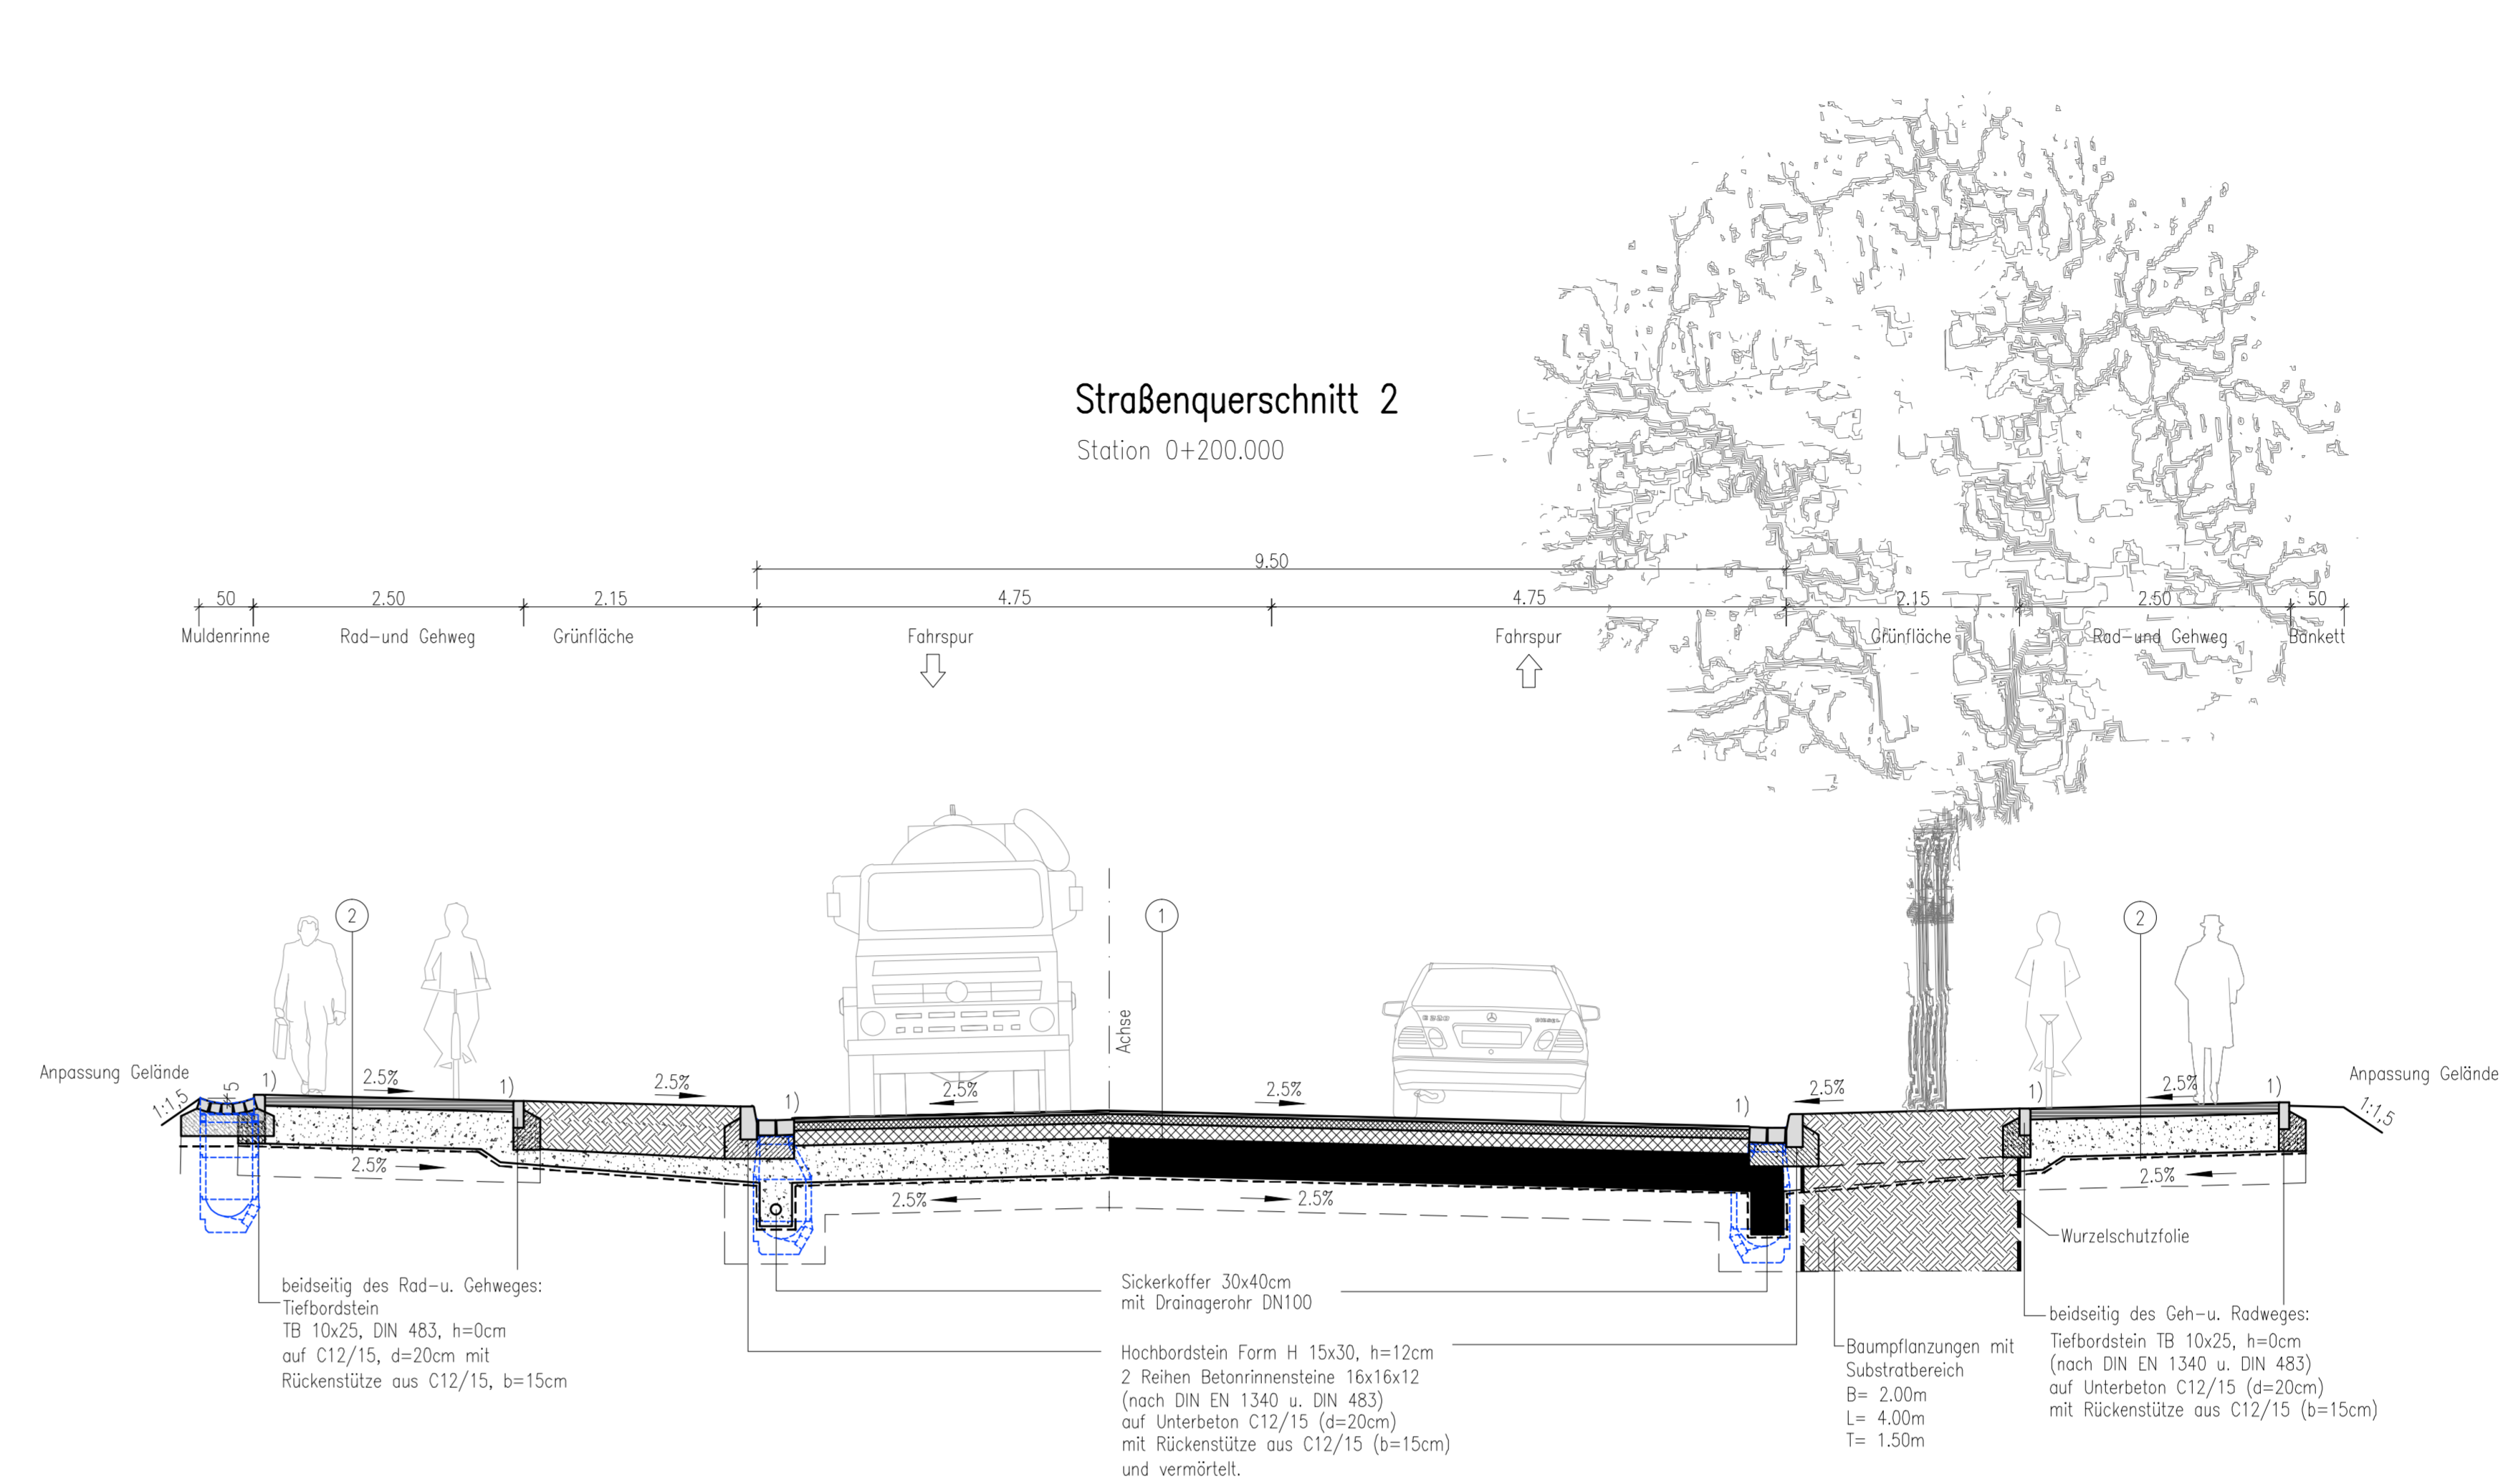 Straßenquerschnitt 2
Station 0+200.000
9.50
50
2.50
2.15
4.75
4.75
2.15
2.50
50
Muldenrinne
Rad-und Gehweg
Grünfläche
Fahrspur
Fahrspur
Grünfläche
Rad-und Gehweg
Bankett
2
1
2
Achse
Anpassung Gelände
1:1,5
5
1)
2.5%
1)
2.5%
1)
2.5%
2.5%
1)
2.5%
1)
2.5%
1)
Anpassung Gelände
1:1,5
2.5%
2.5%
2.5%
2.5%
Wurzelschutzfolie
beidseitig des Rad-u. Gehweges:
Tiefbordstein
TB 10x25, DIN 483, h=0cm
auf C12/15, d=20cm mit
Rückenstütze aus C12/15, b=15cm
Sickerkoffer 30x40cm
mit Drainagerohr DN100
Hochbordstein Form H 15x30, h=12cm
2 Reihen Betonrinnensteine 16x16x12
(nach DIN EN 1340 u. DIN 483)
auf Unterbeton C12/15 (d=20cm)
mit Rückenstütze aus C12/15 (b=15cm)
und vermörtelt.
Baumpflanzungen mit
Substratbereich
B= 2.00m
L= 4.00m
T= 1.50m
beidseitig des Geh-u. Radweges:
Tiefbordstein TB 10x25, h=0cm
(nach DIN EN 1340 u. DIN 483)
auf Unterbeton C12/15 (d=20cm)
mit Rückenstütze aus C12/15 (b=15cm)